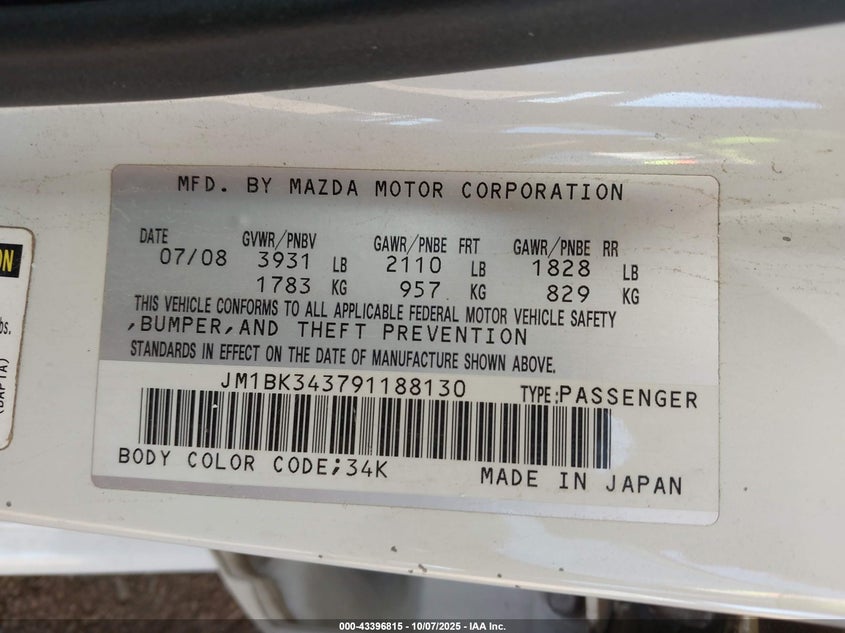 MFD. BY MAZDA MOTOR CORPORATION
DATE GVWR/PNBV GAWR/PNBE FRT GAWR/PNBE RR
07/08 3931 LB 2110 LB 1828 LB
1783 KG 957 KG 829 KG
THIS VEHICLE CONFORMS TO ALL APPLICABLE FEDERAL MOTOR VEHICLE SAFETY
,BUMPER,AND THEFT PREVENTION
STANDARDS IN EFFECT ON THE DATE OF MANUFACTURE SHOWN ABOVE.
JM1BK343791188130 TYPE:PASSENGER
BODY COLOR CODE;34K MADE IN JAPAN
ON
bs.
000-43396815 - 10/07/2025 - IAA Inc.